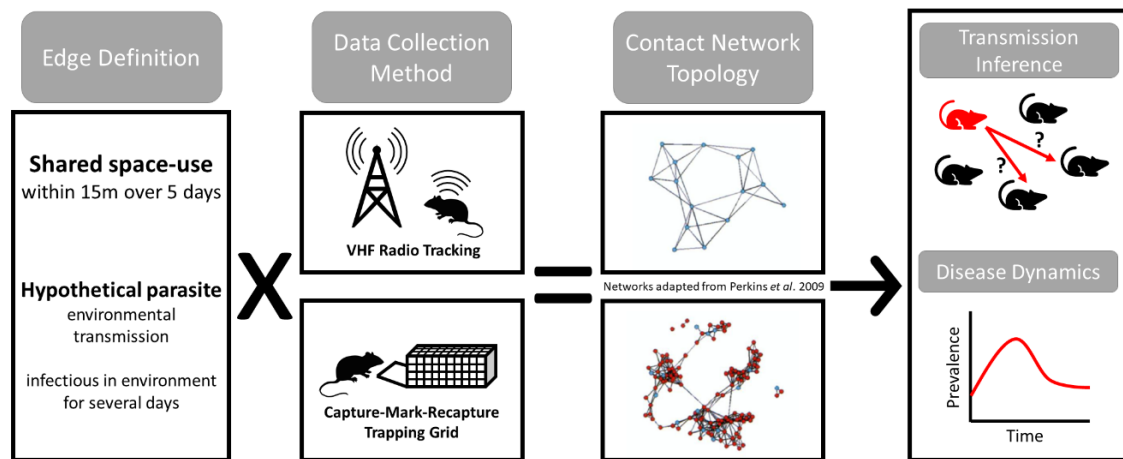 Edge Definition
Shared space-use
within 15m over 5 days
Hypothetical parasite
environmental
transmission
infectious in environment
for several days
X
Data Collection
Method
VHF Radio Tracking
Capture-Mark-Recapture
Trapping Grid
Contact Network
Topology
Networks adapted from Perkins et al. 2009
Transmission
Inference
?
?
Disease Dynamics
Prevalence
Time